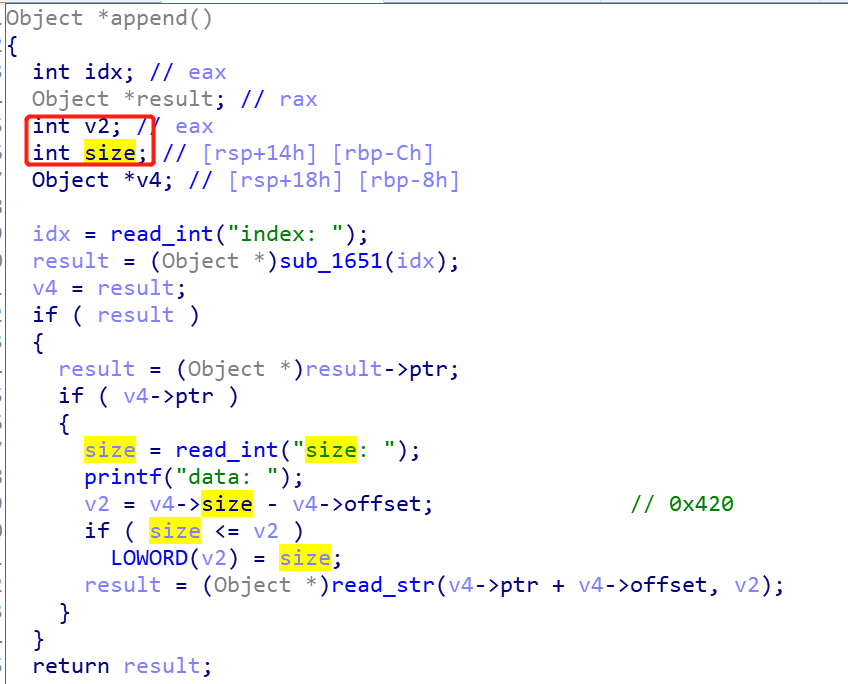 Object *append()
{
  int idx; // eax
  Object *result; // rax
  int v2; // eax
  int size; // [rsp+14h] [rbp-Ch]
  Object *v4; // [rsp+18h] [rbp-8h]

  idx = read_int("index: ");
  result = (Object *)sub_1651(idx);
  v4 = result;
  if ( result )
  {
    result = (Object *)result->ptr;
    if ( v4->ptr )
    {
      size = read_int("size: ");
      printf("data: ");
      v2 = v4->size - v4->offset;               // 0x420
      if ( size <= v2 )
        LOWORD(v2) = size;
      result = (Object *)read_str(v4->ptr + v4->offset, v2);
    }
  }
  return result;